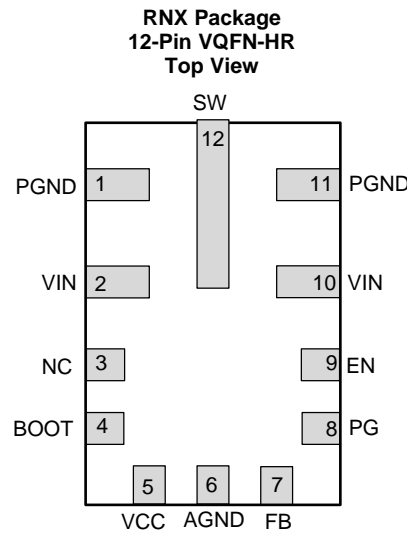 RNX Package
12-Pin VQFN-HR
Top View
SW
12
PGND 1 11 PGND
VIN 2 10 VIN
NC 3 9 EN
BOOT 4 8 PG
5 6 7
VCC AGND FB